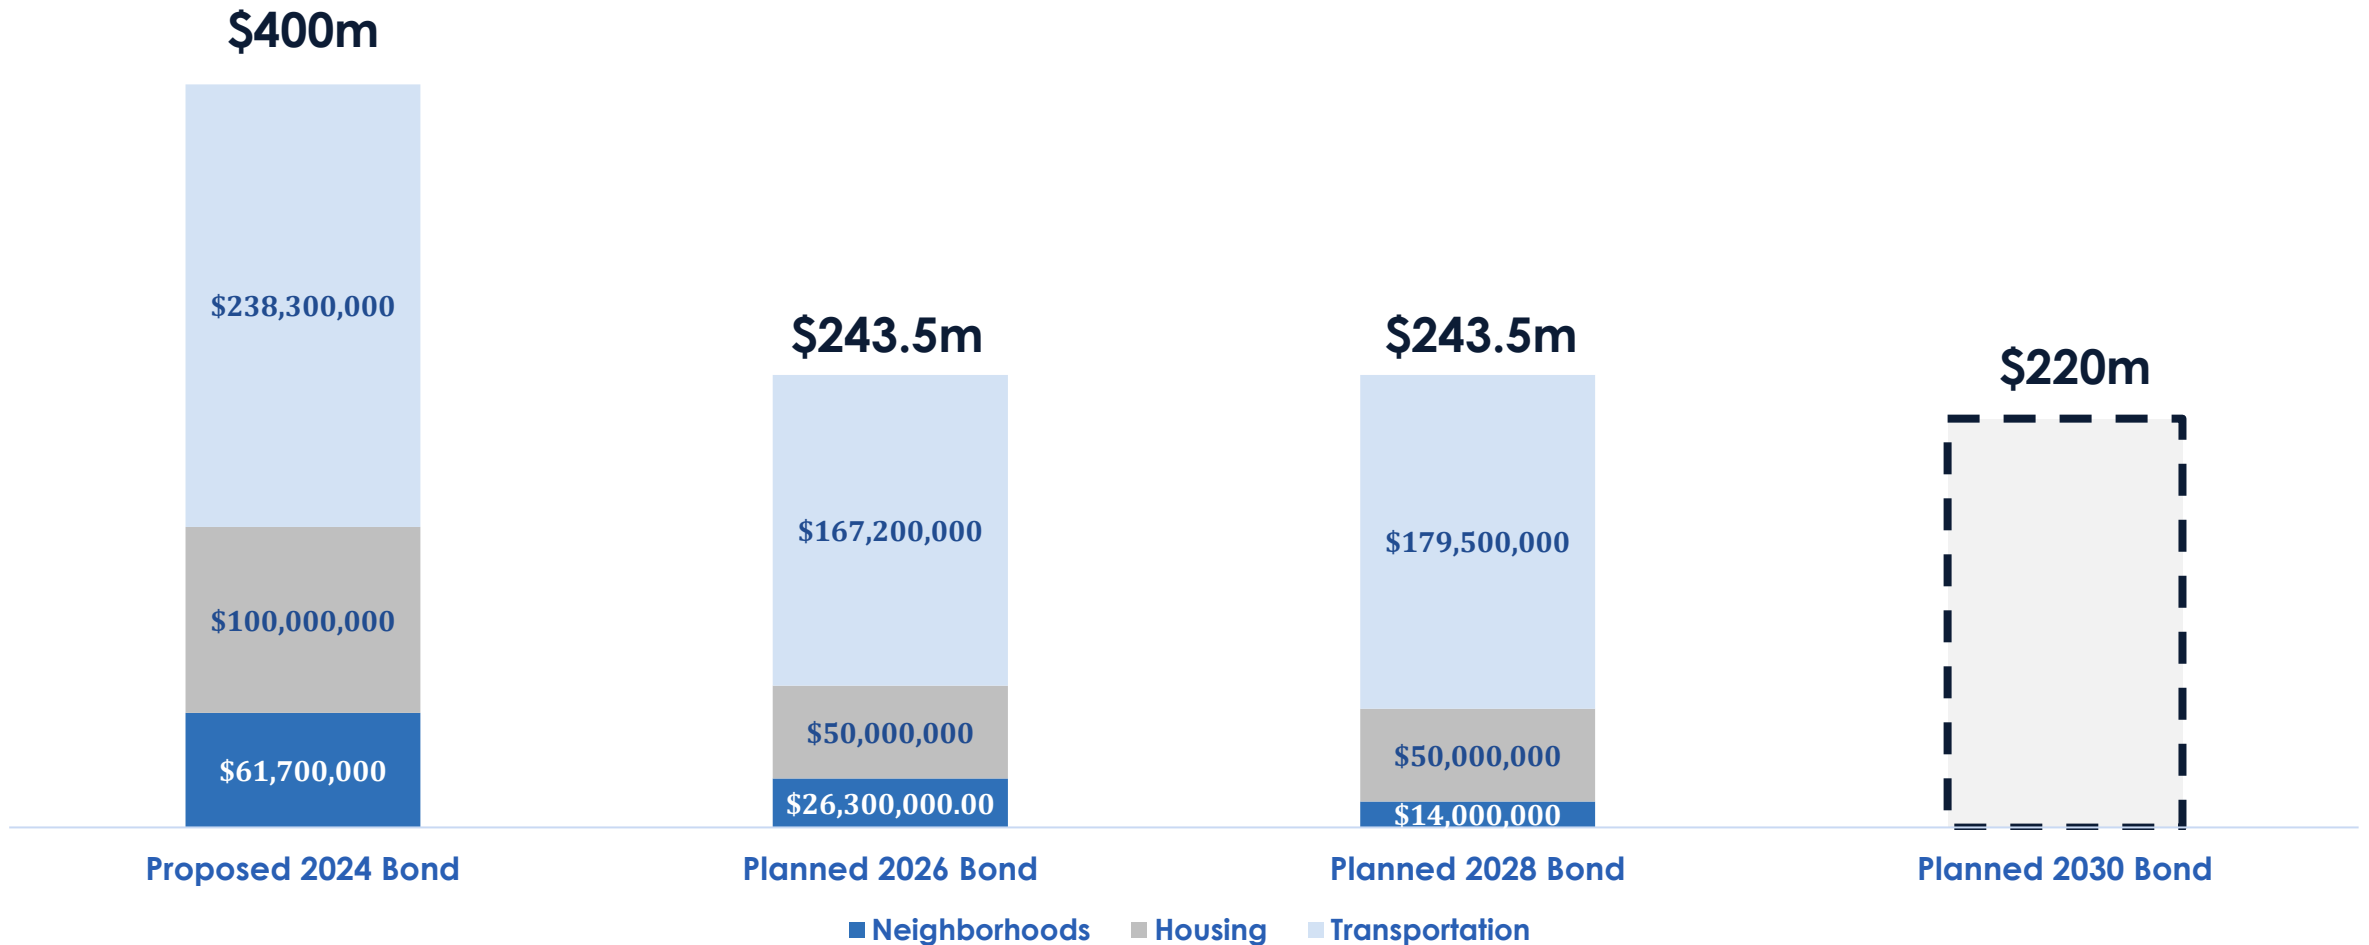 $400m
$238,300,000
$100,000,000
$61,700,000
Proposed 2024 Bond
$243.5m
$167,200,000
$50,000,000
$26,300,000.00
Planned 2026 Bond
$243.5m
$179,500,000
$50,000,000
$14,000,000
Planned 2028 Bond
$220m
Planned 2030 Bond
Neighborhoods Housing Transportation